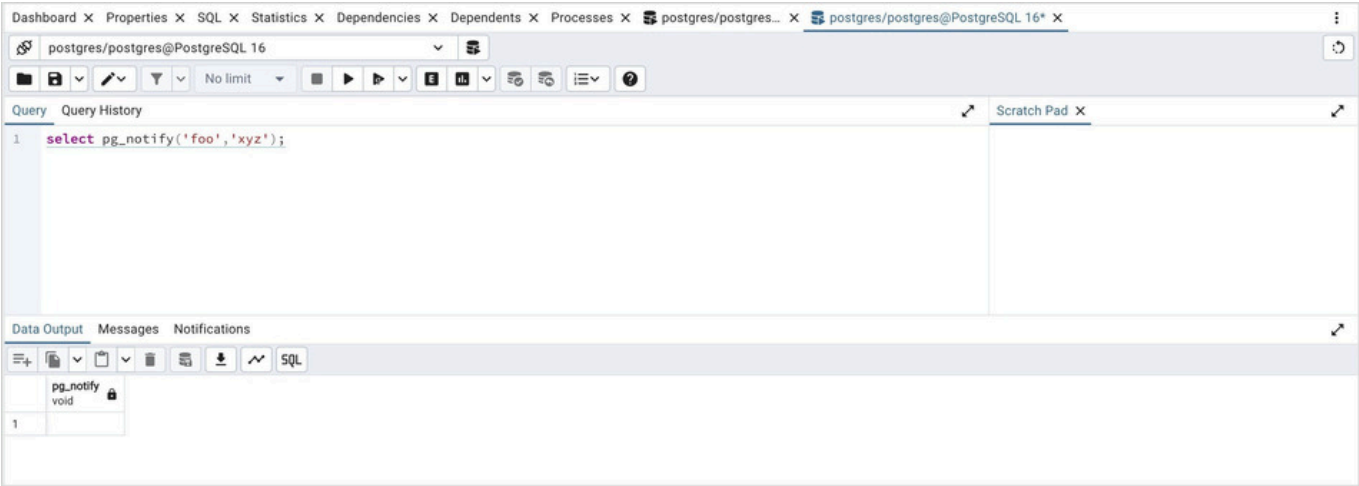 Dashboard X Properties X SQL X Statistics X Dependencies X Dependents X Processes X postgres/postgres... X postgres/postgres@PostgreSQL 16* X
postgres/postgres@PostgreSQL 16
No limit
Query Query History Scratch Pad X
1 select pg_notify('foo','xyz');
Data Output Messages Notifications
SQL
pg_notify
void
1